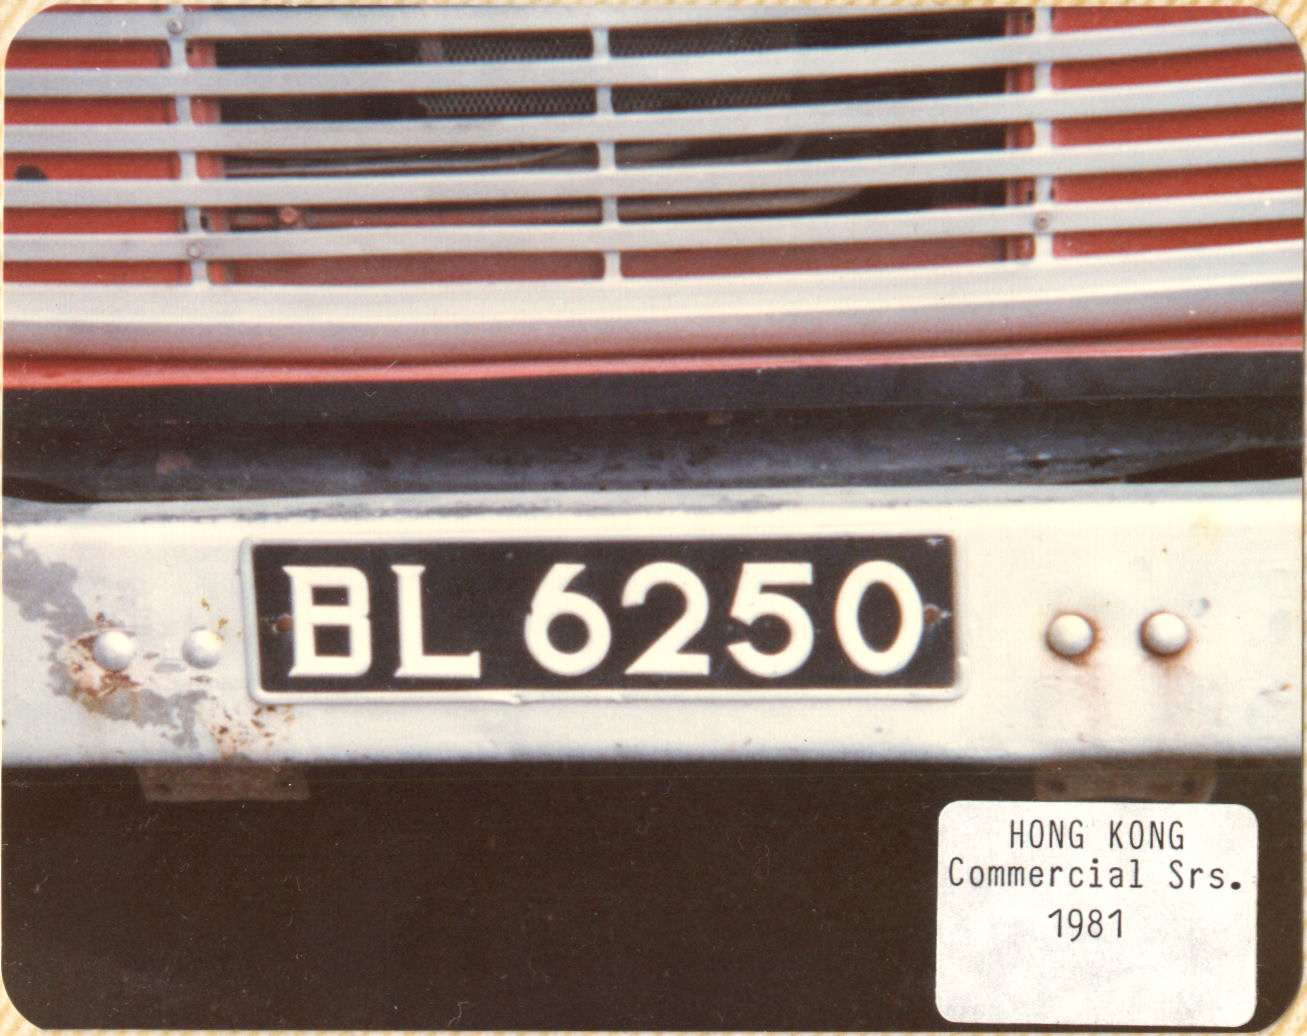 BL 6250
HONG KONG
Commercial Srs.
1981